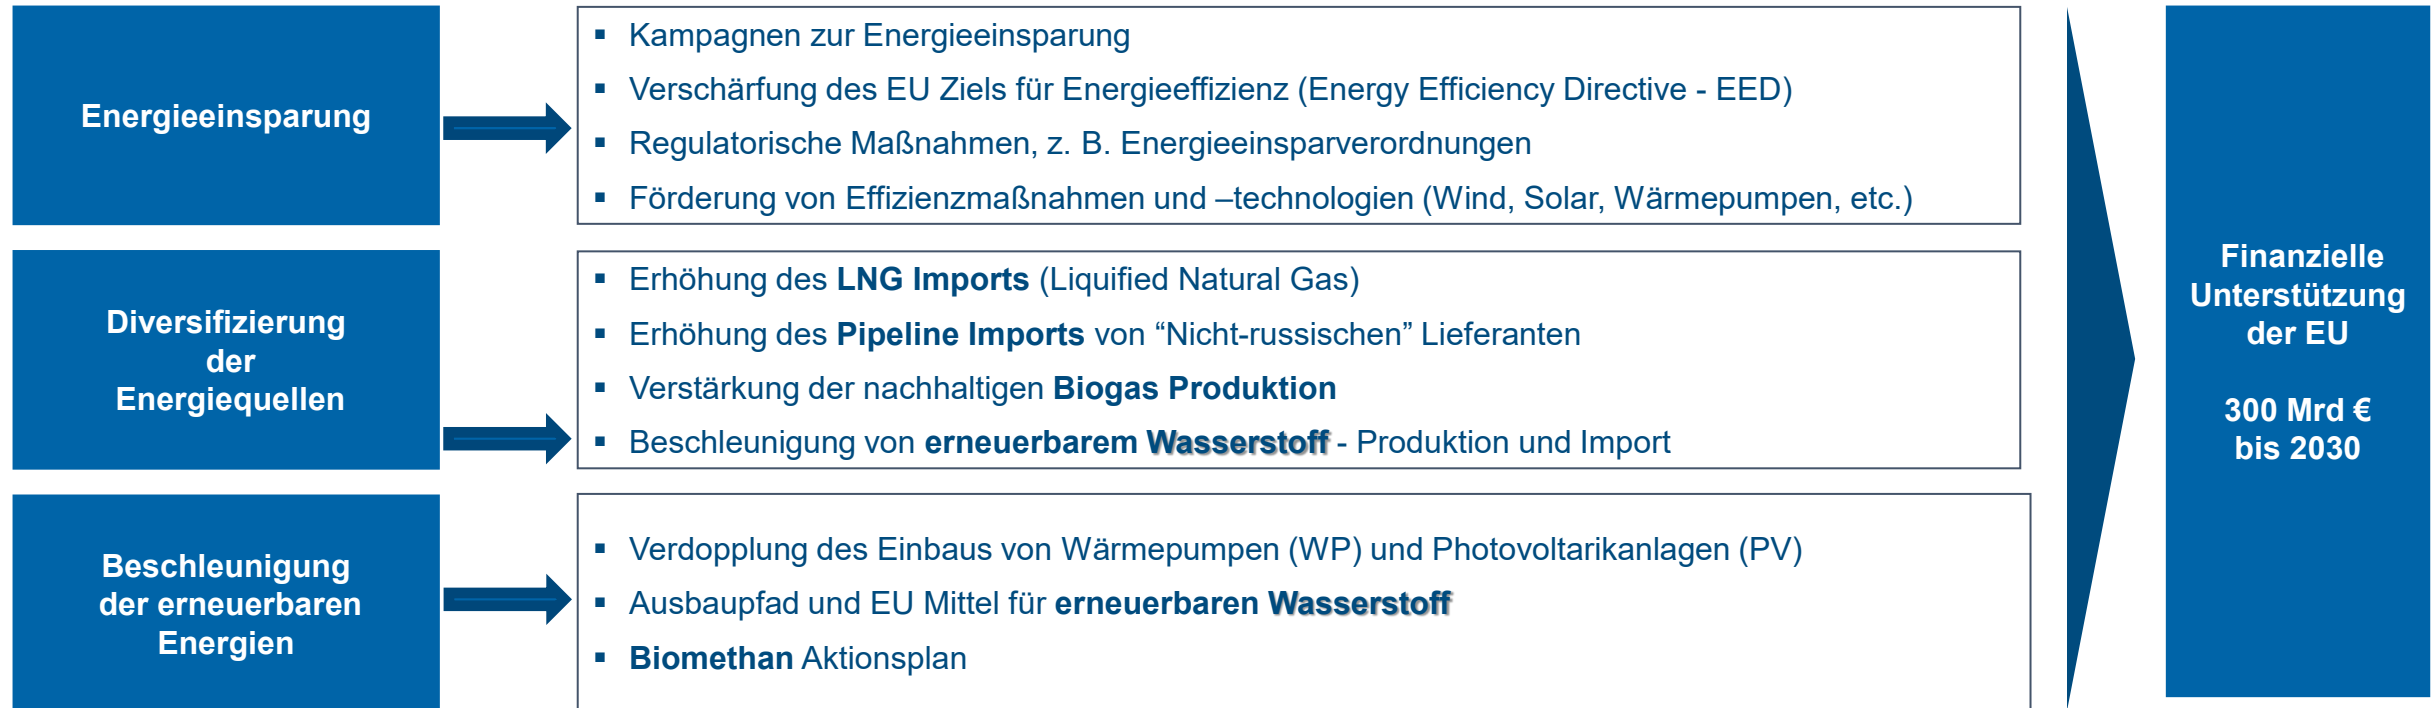 Energieeinsparung
▪ Kampagnen zur Energieeinsparung
▪ Verschärfung des EU Ziels für Energieeffizienz (Energy Efficiency Directive - EED)
▪ Regulatorische Maßnahmen, z. B. Energieeinsparverordnungen
▪ Förderung von Effizienzmaßnahmen und –technologien (Wind, Solar, Wärmepumpen, etc.)
Diversifizierung
der
Energiequellen
▪ Erhöhung des LNG Imports (Liquified Natural Gas)
▪ Erhöhung des Pipeline Imports von “Nicht-russischen” Lieferanten
▪ Verstärkung der nachhaltigen Biogas Produktion
▪ Beschleunigung von erneuerbarem Wasserstoff - Produktion und Import
Beschleunigung
der erneuerbaren
Energien
▪ Verdopplung des Einbaus von Wärmepumpen (WP) und Photovoltarikanlagen (PV)
▪ Ausbaupfad und EU Mittel für erneuerbaren Wasserstoff
▪ Biomethan Aktionsplan
Finanzielle
Unterstützung
der EU
300 Mrd €
bis 2030